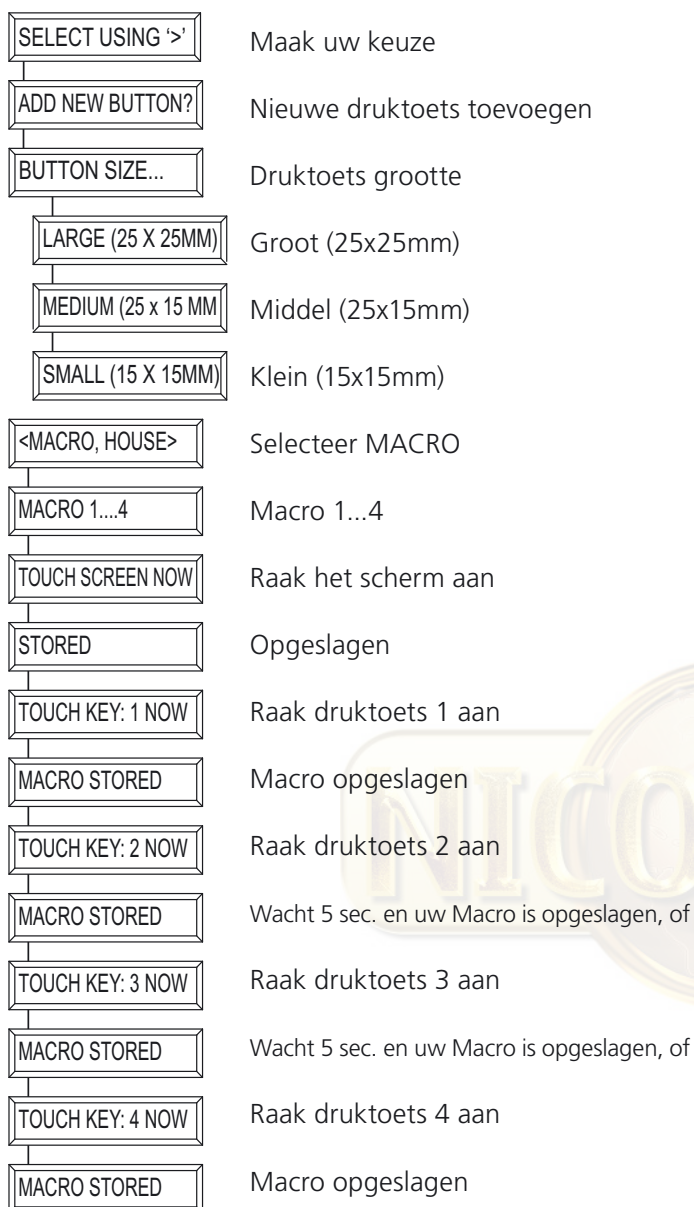 SELECT USING ‘>’ Maak uw keuze
ADD NEW BUTTON? Nieuwe druktoets toevoegen
BUTTON SIZE... Druktoets grootte
LARGE (25 X 25MM) Groot (25x25mm)
MEDIUM (25 x 15 MM Middel (25x15mm)
SMALL (15 X 15MM) Klein (15x15mm)
<MACRO, HOUSE> Selecteer MACRO
MACRO 1....4 Macro 1...4
TOUCH SCREEN NOW Raak het scherm aan
STORED Opgeslagen
TOUCH KEY: 1 NOW Raak druktoets 1 aan
MACRO STORED Macro opgeslagen
TOUCH KEY: 2 NOW Raak druktoets 2 aan
MACRO STORED Wacht 5 sec. en uw Macro is opgeslagen, of
TOUCH KEY: 3 NOW Raak druktoets 3 aan
MACRO STORED Wacht 5 sec. en uw Macro is opgeslagen, of
TOUCH KEY: 4 NOW Raak druktoets 4 aan
MACRO STORED Macro opgeslagen
NICO